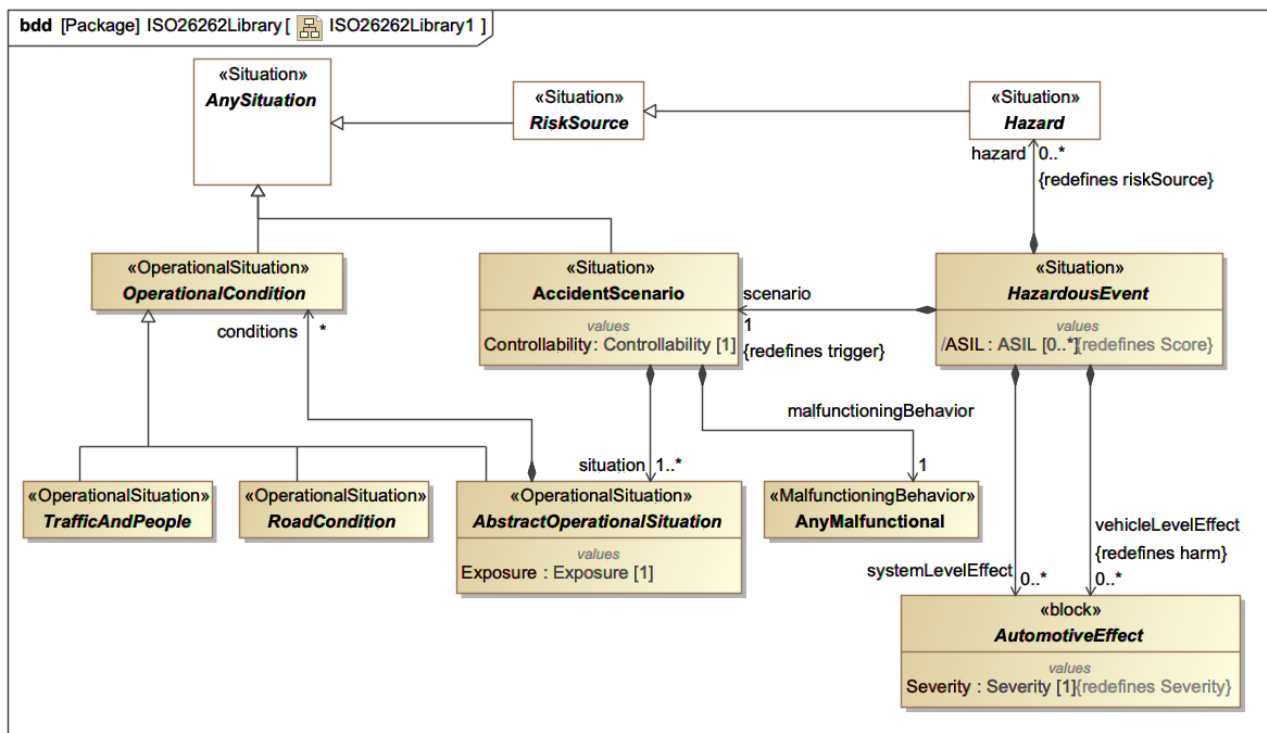 bdd [Package] ISO26262Library [ ISO26262Library1 ]
«Situation»
AnySituation
«Situation»
RiskSource
«Situation»
Hazard
hazard 0..*
{redefines riskSource}
«OperationalSituation»
OperationalCondition
«Situation»
AccidentScenario
values
Controllability : Controllability [1]
scenario
1
{redefines trigger}
«Situation»
HazardousEvent
values
/ASIL : ASIL [0..*]{redefines Score}
conditions *
malfunctioningBehavior
1
situation 1..*
«OperationalSituation»
TrafficAndPeople
«OperationalSituation»
RoadCondition
«OperationalSituation»
AbstractOperationalSituation
values
Exposure : Exposure [1]
«MalfunctioningBehavior»
AnyMalfunctional
vehicleLevelEffect
{redefines harm}
0..*
systemLevelEffect 0..*
«block»
AutomotiveEffect
values
Severity : Severity [1]{redefines Severity}